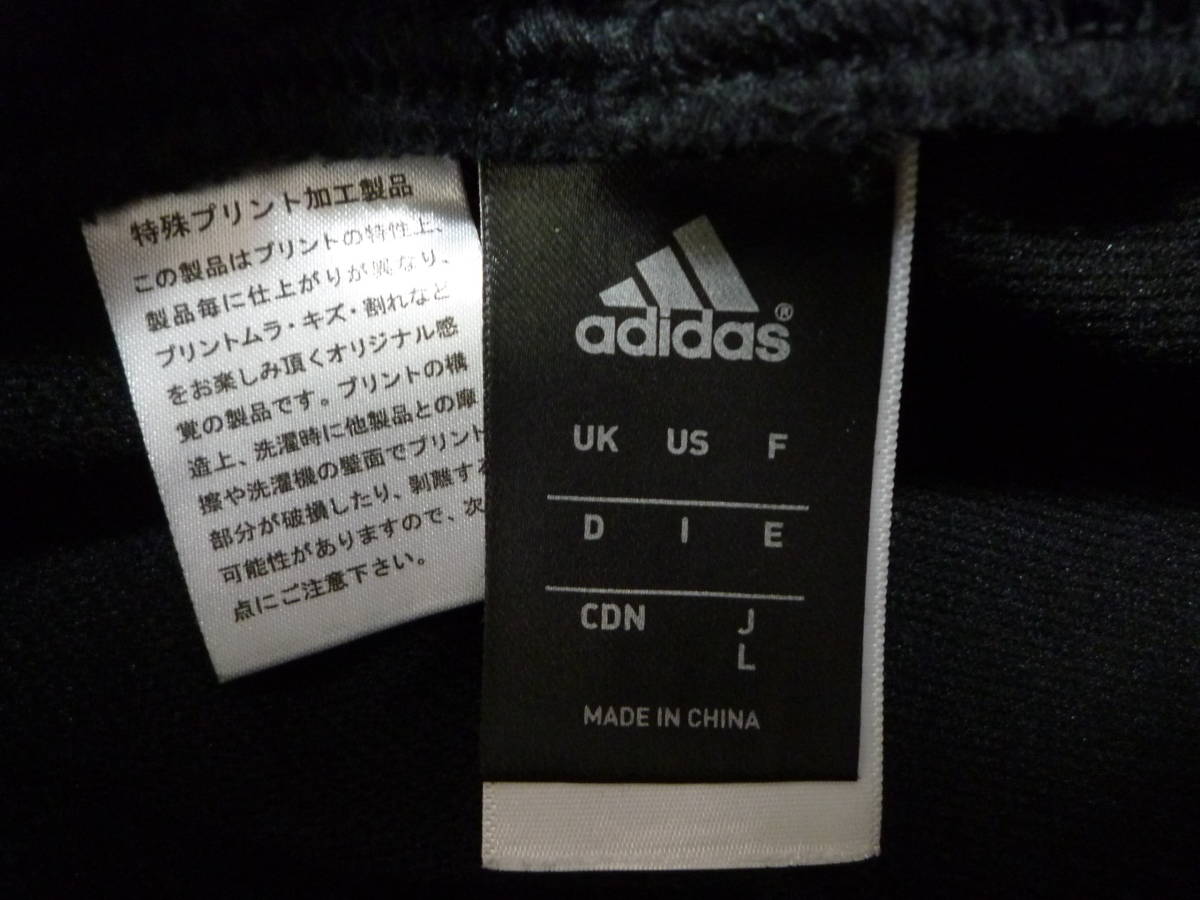 特殊プリント加工製品
この製品はプリントの特性上、
製品毎に仕上がりが異なり、
プリントムラ・キズ・割れなど
をお楽しみ頂くオリジナル感
覚の製品です。プリントの構
造上、洗濯時に他製品との摩
擦や洗濯機の壁面でプリント
部分が破損したり、剥離する
可能性がありますので、次
点にご注意下さい。
adidas®
UK US F
D I E
CDN J
L
MADE IN CHINA